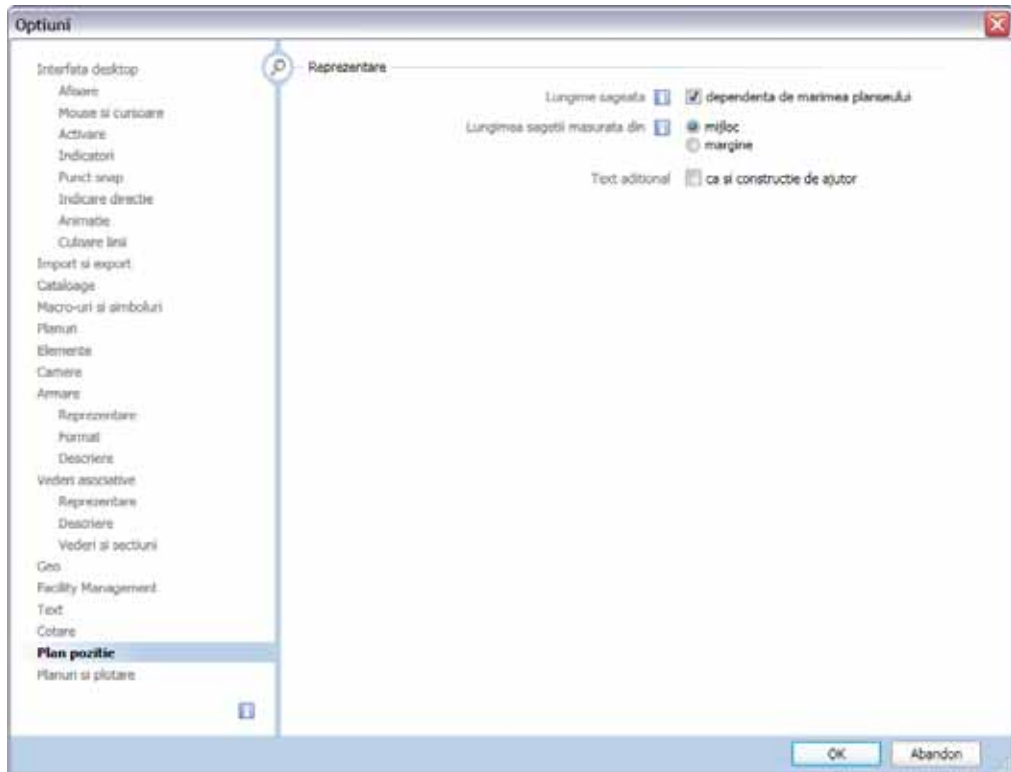 Optiuni
Interfata desktop
Afisare
Mouse si cursoare
Activare
Indicatori
Punct snap
Indicare directie
Animatie
Culoare linii
Import si export
Cataloage
Macro-uri si simboluri
Planuri
Elemente
Camere
Armare
Reprezentare
Format
Descriere
Vederi asociative
Reprezentare
Descriere
Vederi si sectiuni
Geo
Facility Management
Text
Cotare
Plan pozitie
Planuri si plotare
Reprezentare
Lungime sageata dependenta de marimea planseului
Lungimea sagetii masurata din mijloc
margine
Text aditional ca si constructie de ajutor
OK Abandon